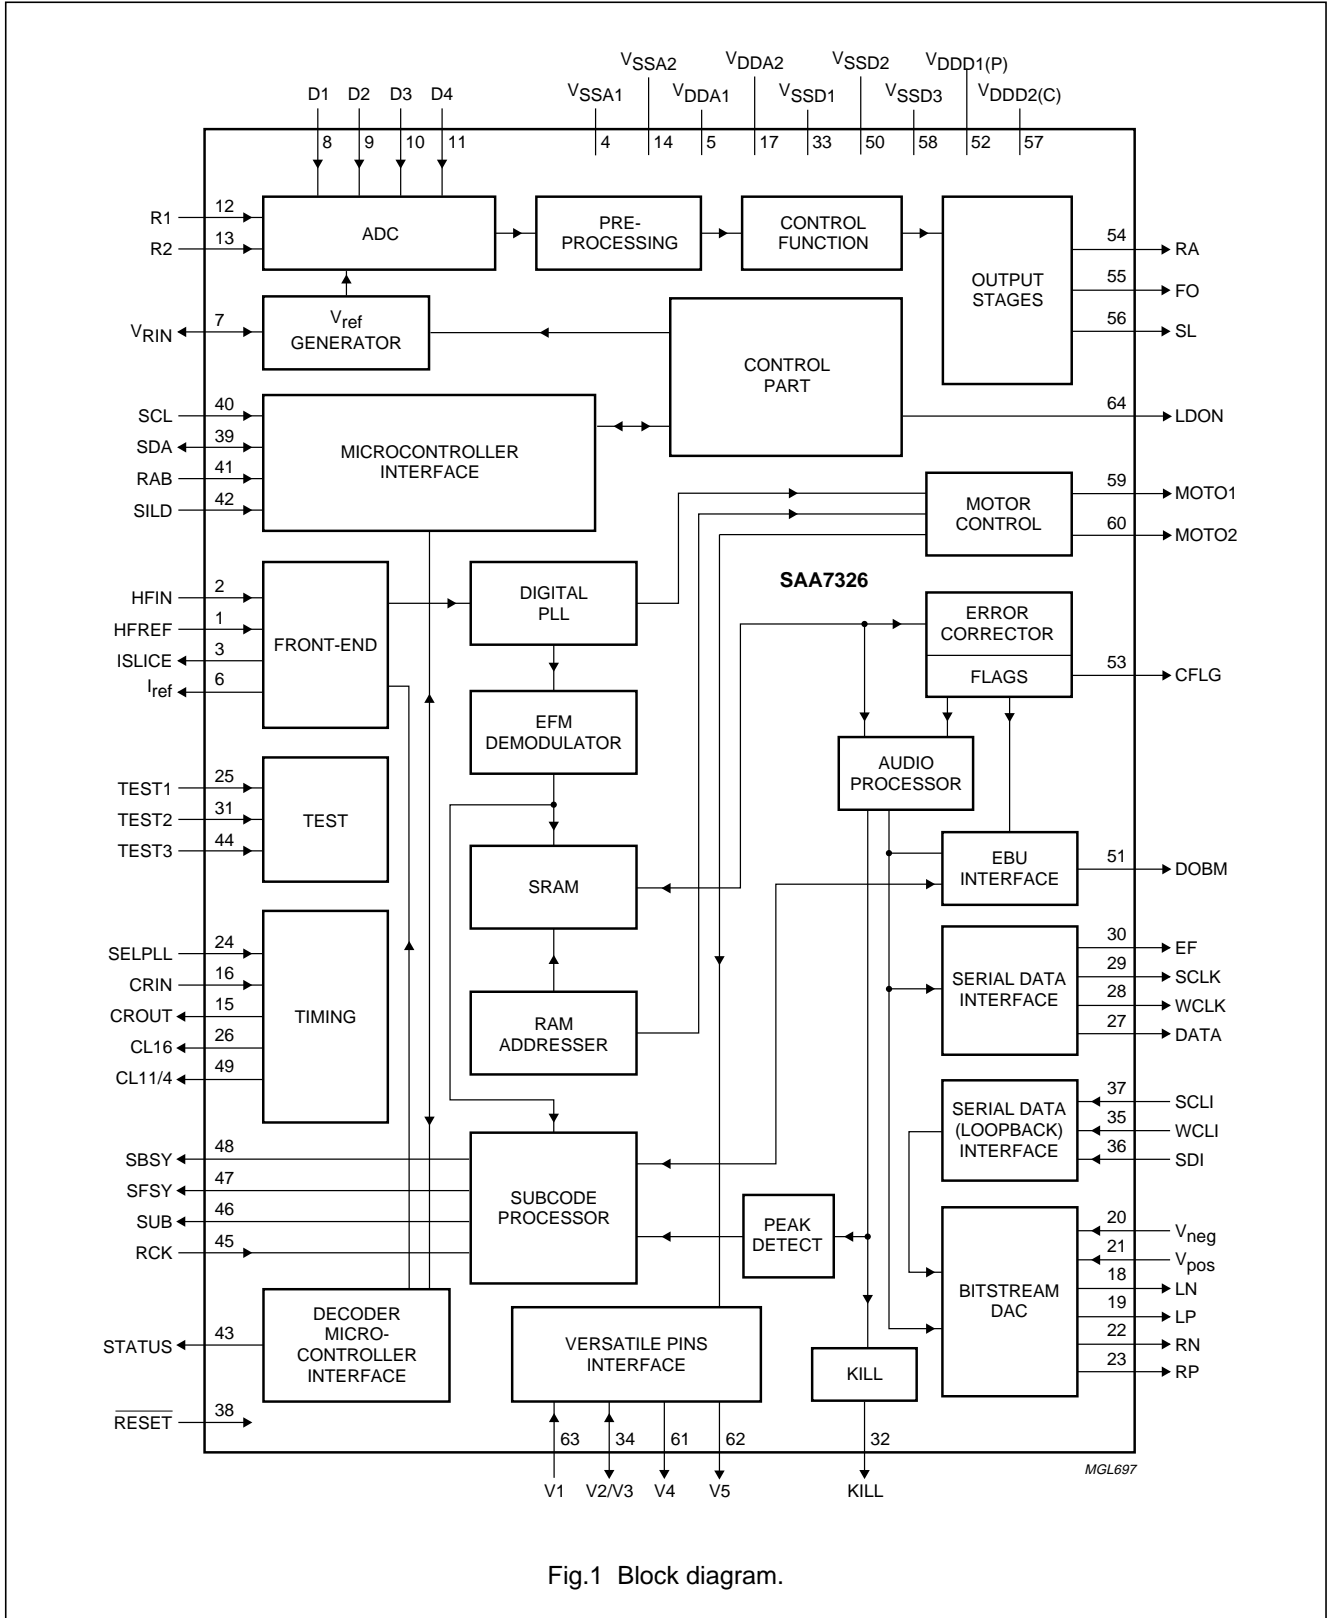 VSSA2 VDDA2 VSSD2 VDDD1(P)
D1 D2 D3 D4 VSSA1 VDDA1 VSSD1 VSSD3 VDDD2(C)
8 9 10 11 4 14 5 17 33 50 58 52 57
R1 12
R2 13
ADC
PRE-
PROCESSING
CONTROL
FUNCTION
OUTPUT
STAGES
54 RA
55 FO
56 SL
VRIN 7
Vref
GENERATOR
CONTROL
PART
64 LDON
SCL 40
SDA 39
RAB 41
SILD 42
MICROCONTROLLER
INTERFACE
MOTOR
CONTROL
59 MOTO1
60 MOTO2
SAA7326
HFIN 2
HFREF 1
ISLICE 3
Iref 6
FRONT-END
DIGITAL
PLL
ERROR
CORRECTOR
FLAGS
53 CFLG
EFM
DEMODULATOR
AUDIO
PROCESSOR
TEST1 25
TEST2 31
TEST3 44
TEST
SRAM
EBU
INTERFACE
51 DOBM
SELPLL 24
CRIN 16
CROUT 15
CL16 26
CL11/4 49
TIMING
RAM
ADDRESSER
SERIAL DATA
INTERFACE
30 EF
29 SCLK
28 WCLK
27 DATA
SERIAL DATA
(LOOPBACK)
INTERFACE
37 SCLI
35 WCLI
36 SDI
SBSY 48
SFSY 47
SUB 46
RCK 45
SUBCODE
PROCESSOR
PEAK
DETECT
BITSTREAM
DAC
20 Vneg
21 Vpos
18 LN
19 LP
22 RN
23 RP
STATUS 43
DECODER
MICRO-
CONTROLLER
INTERFACE
VERSATILE PINS
INTERFACE
KILL
RESET 38
63 34 61 62 32
V1 V2/V3 V4 V5 KILL
MGL697
Fig.1 Block diagram.